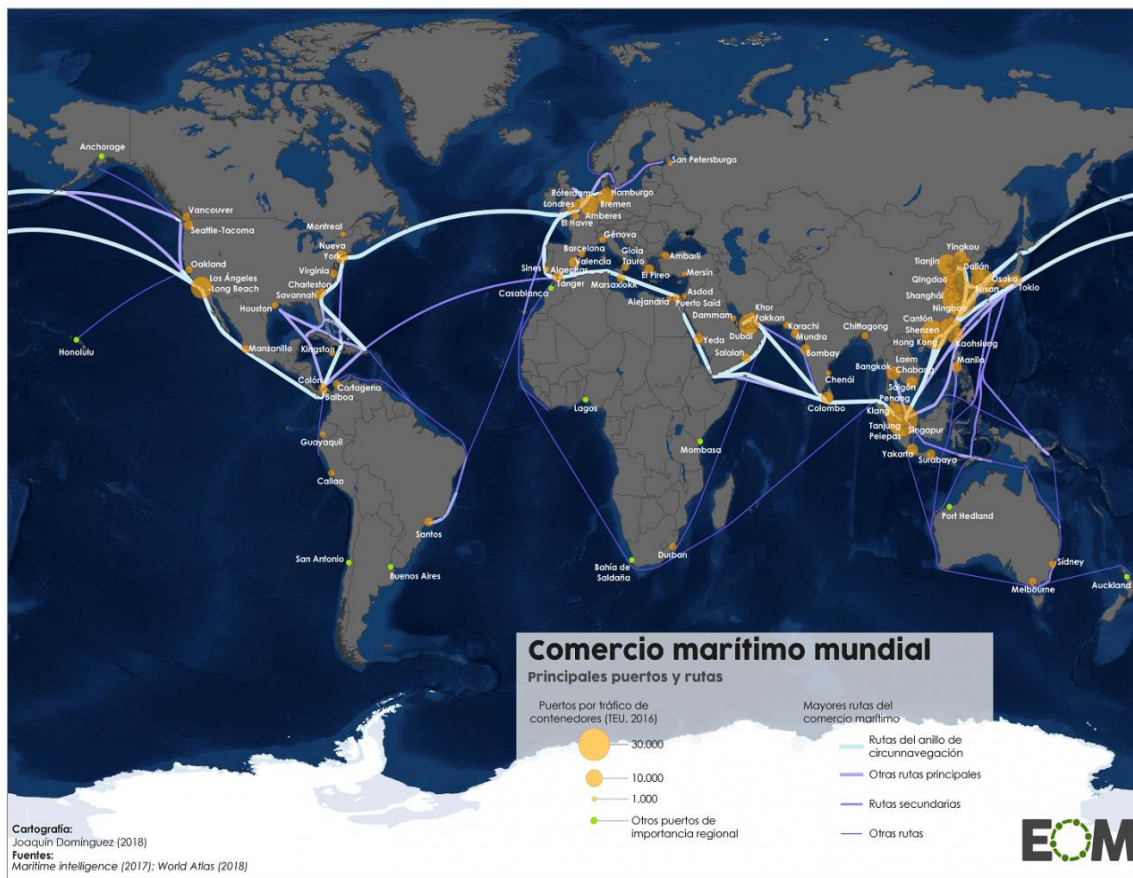 Anchorage
San Petersburgo
Róterdam
Hamburgo
Londres
Bremen
Amberes
El Havre
Vancouver
Seattle-Tacoma
Montreal
Nueva
York
Génova
Barcelona
Gioia
Tauro
Ambarli
Valencia
Virginia
Oakland
Los Ángeles
Long Beach
Charleston
Savannah
Sines
Algeciras
Tánger
Marsaxlokk
El Pireo
Mersin
Casablanca
Alejandría
Asdod
Puerto Saíd
Houston
Yingkou
Tianjin
Dalián
Qingdao
Osaka
Busan
Tokio
Shanghái
Ningbo
Dammam
Khor
Fakkan
Dubái
Karachi
Mundra
Chittagong
Cantón
Shenzen
Hong Kong
Kaohsiung
Honolulu
Manzanillo
Kingston
Yeda
Salalah
Bombay
Bangkok
Laem
Chabang
Manila
Saigón
Colón
Cartagena
Balboa
Chenái
Colombo
Penang
Klang
Tanjung
Pelepas
Singapur
Lagos
Guayaquil
Mombasa
Yakarta
Surabaya
Callao
Port Hedland
Santos
San Antonio
Buenos Aires
Bahía de
Saldaña
Durban
Sídney
Melbourne
Auckland
Comercio marítimo mundial
Principales puertos y rutas
Puertos por tráfico de
contenedores (TEU, 2016)
30.000
10.000
1.000
Otros puertos de
importancia regional
Mayores rutas del
comercio marítimo
Rutas del anillo de
circunnavegación
Otras rutas principales
Rutas secundarias
Otras rutas
Cartografía:
Joaquín Domínguez (2018)
Fuentes:
Maritime intelligence (2017); World Atlas (2018)
EOM